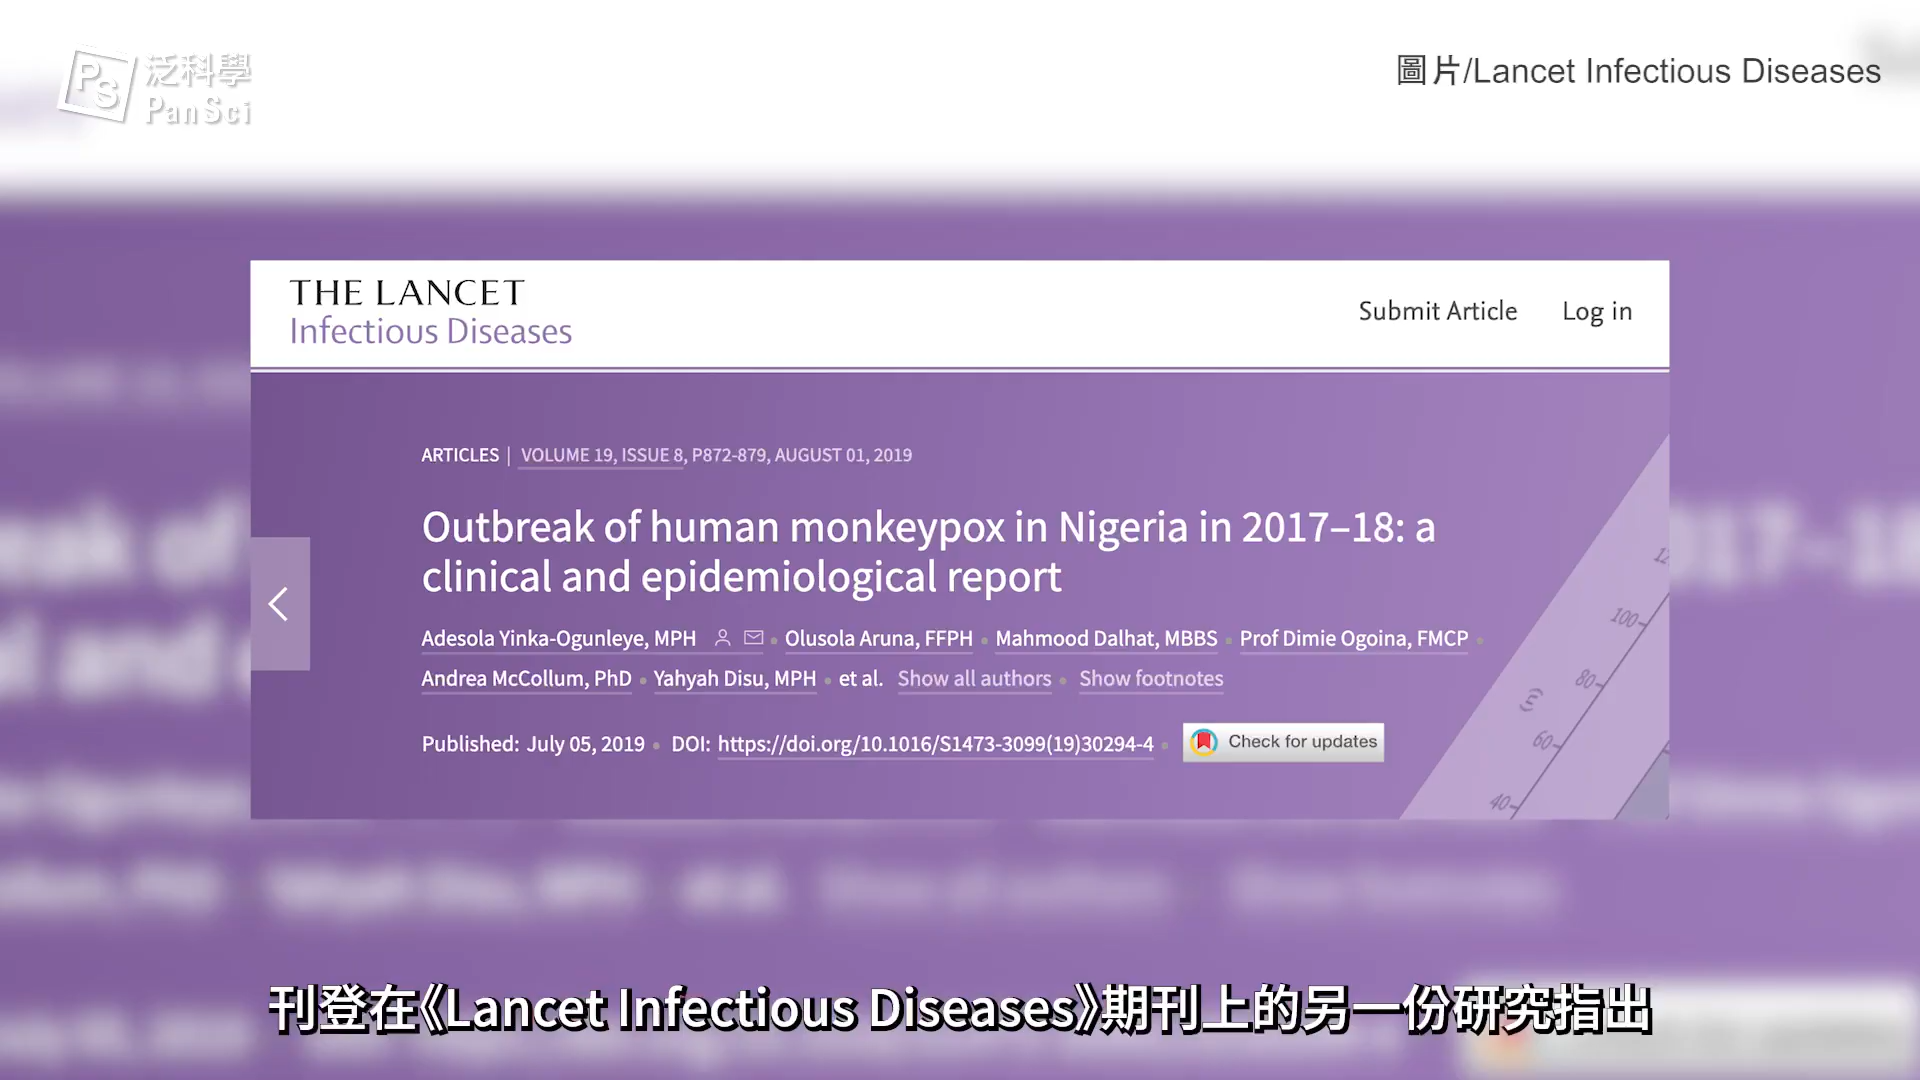 PS 泛科學
PanSci
圖片/Lancet Infectious Diseases
THE LANCET
Infectious Diseases
Submit Article Log in
ARTICLES | VOLUME 19, ISSUE 8, P872-879, AUGUST 01, 2019
Outbreak of human monkeypox in Nigeria in 2017–18: a
clinical and epidemiological report
Adesola Yinka-Ogunleye, MPH • Olusola Aruna, FFPH • Mahmood Dalhat, MBBS • Prof Dimie Ogoina, FMCP •
Andrea McCollum, PhD • Yahyah Disu, MPH • et al. Show all authors • Show footnotes
Published: July 05, 2019 • DOI: https://doi.org/10.1016/S1473-3099(19)30294-4 • Check for updates
100
80
60
40
刊登在《Lancet Infectious Diseases》期刊上的另一份研究指出